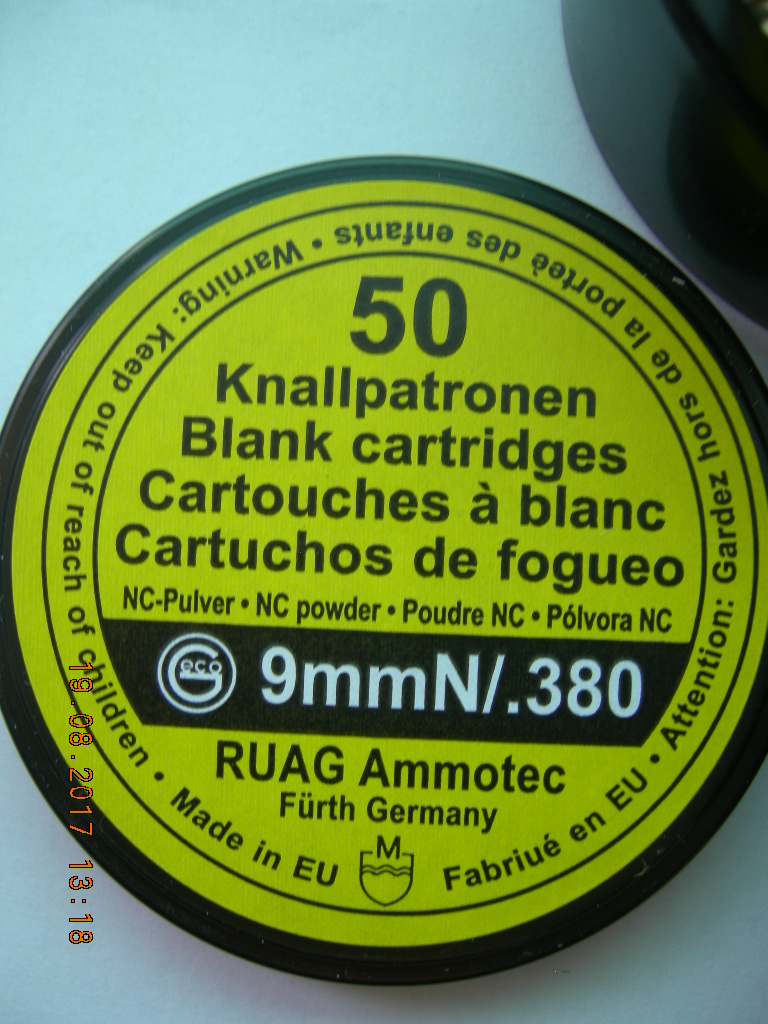 50
Knallpatronen
Blank cartridges
Cartouches à blanc
Cartuchos de fogueo
NC-Pulver • NC powder • Poudre NC • Pólvora NC
Geco 9mmN/.380
RUAG Ammotec
Fürth Germany
M
Warning: Keep out of reach of children • Made in EU
Fabriué en EU • Attention: Gardez hors de la porteè des enfants •
19.08.2017 13:18